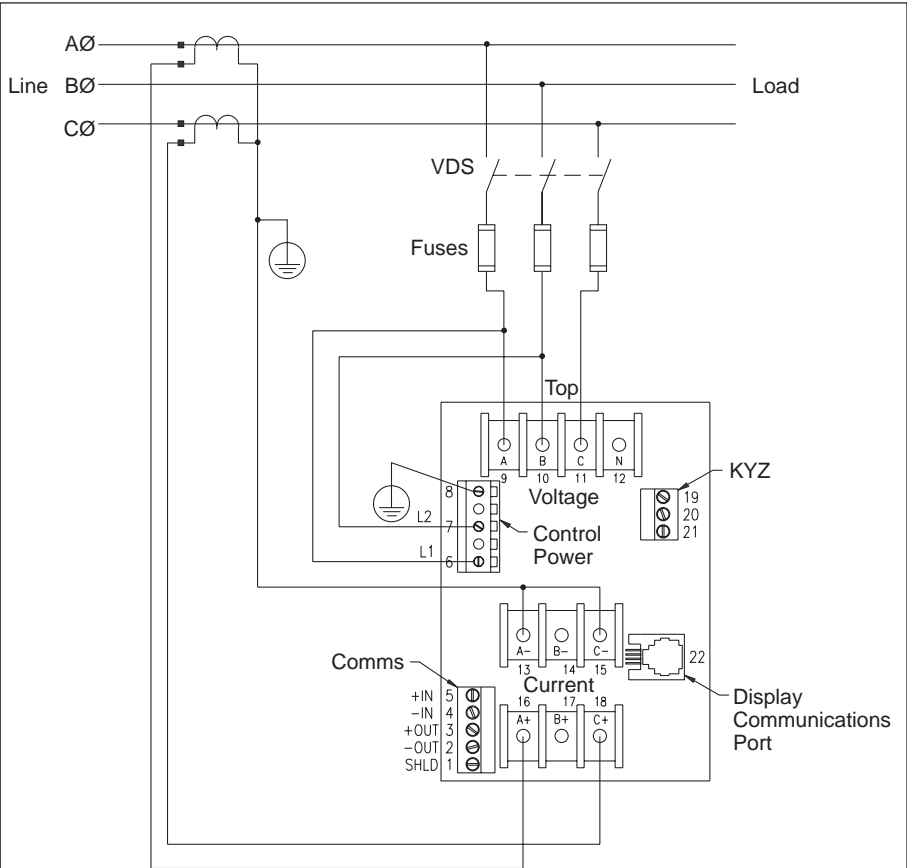 AØ
Line BØ Load
CØ
VDS
Fuses
Top
A B C N
9 10 11 12
Voltage
KYZ
19
20
21
8
L2
7
L1
6
Control
Power
A- B- C-
13 14 15
22
Comms
Current
16 17 18
A+ B+ C+
+IN 5
-IN 4
+OUT 3
-OUT 2
SHLD 1
Display
Communications
Port